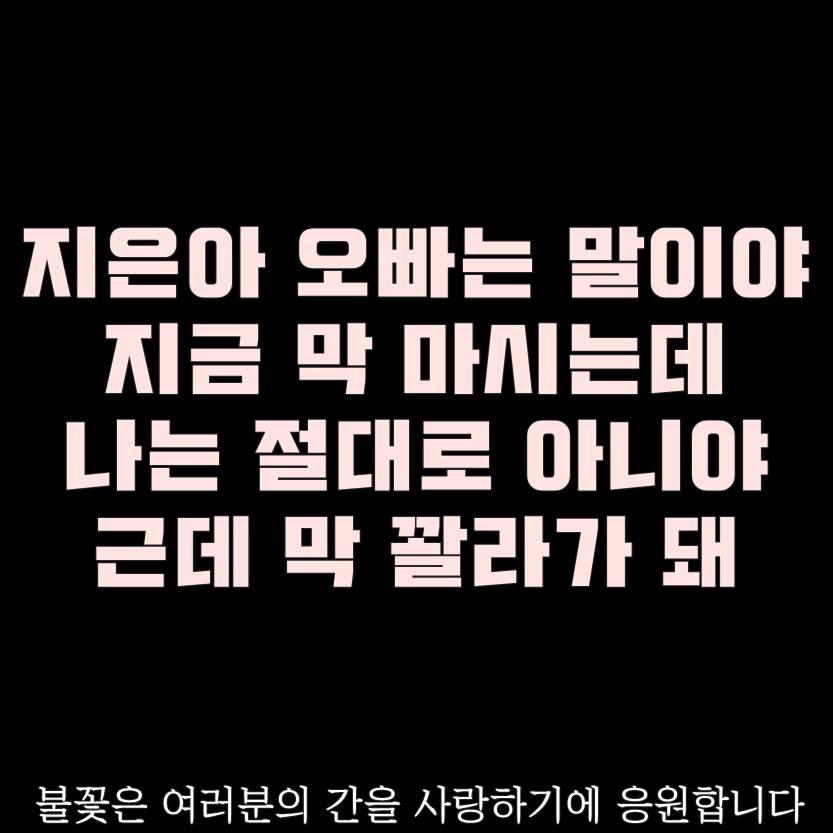 지은아 오빠는 말이야
지금 막 마시는데
나는 절대로 아니야
근데 막 꽐라가 돼
불꽃은 여러분의 간을 사랑하기에 응원합니다